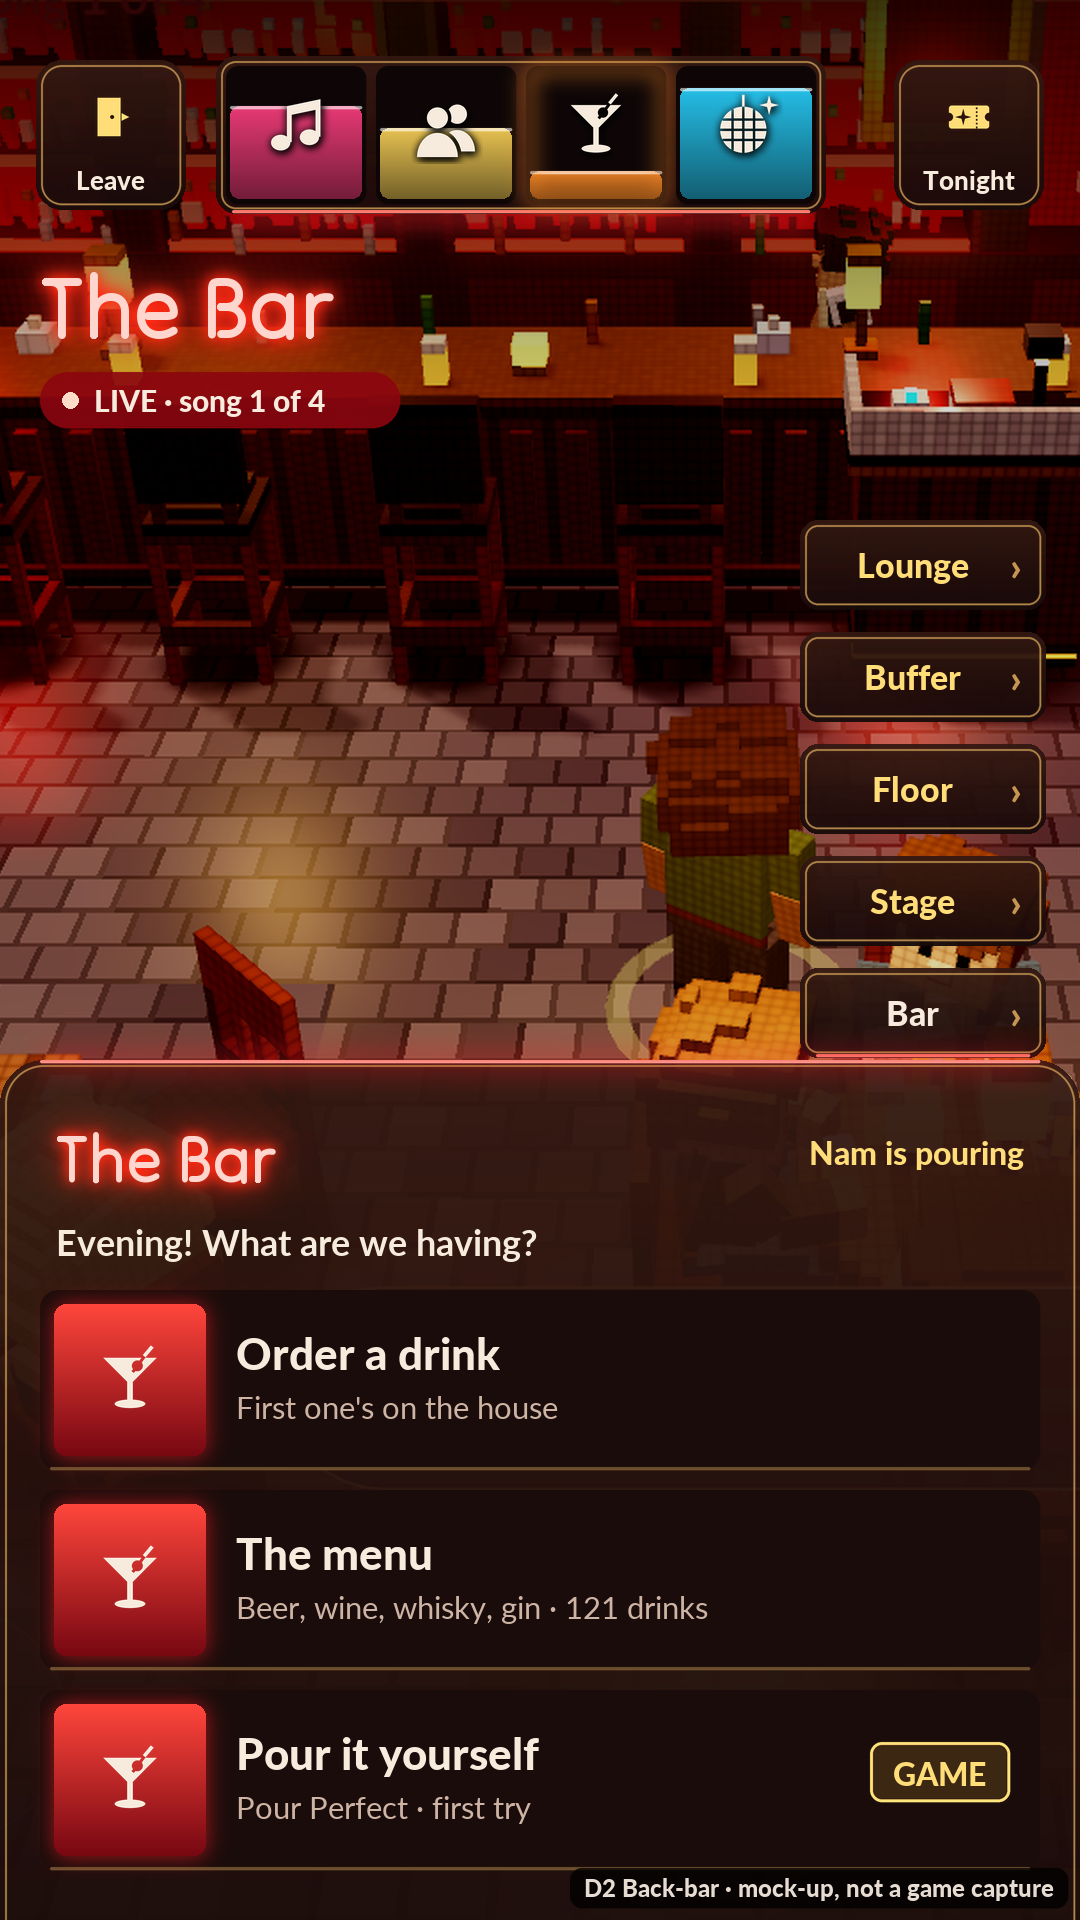 Leave
Tonight
The Bar
LIVE · song 1 of 4
Lounge ›
Buffer ›
Floor ›
Stage ›
Bar ›
The Bar
Nam is pouring
Evening! What are we having?
Order a drink
First one's on the house
The menu
Beer, wine, whisky, gin · 121 drinks
Pour it yourself
Pour Perfect · first try
GAME
D2 Back-bar · mock-up, not a game capture